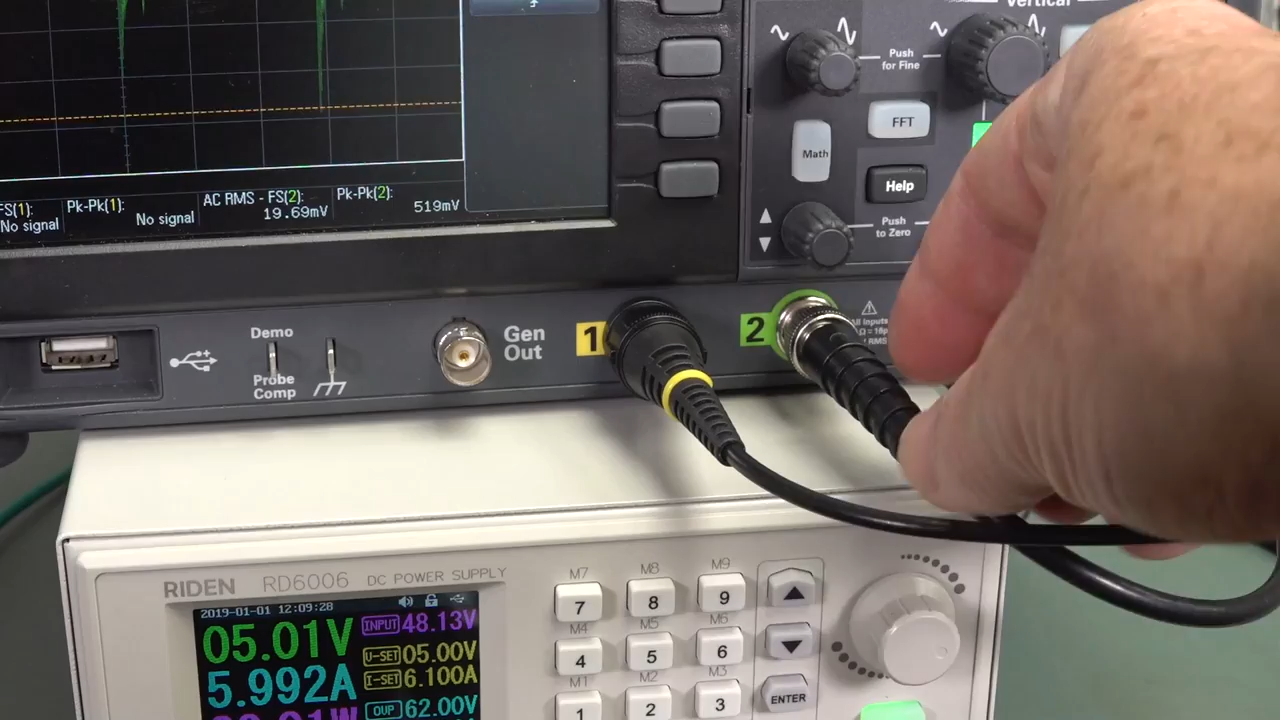 Vertical
Push
for Fine
FFT
Math
Help
Push
to Zero
FS(1):
No signal
Pk-Pk(1):
No signal
AC RMS - FS(2):
19.69mV
Pk-Pk(2):
519mV
Demo
Probe
Comp
Gen
Out
1
2
All Inputs
RIDEN RD6006 DC POWER SUPPLY
2019-01-01 12:09:28
05.01V
INPUT 48.13V
U-SET 05.00V
5.992A
I-SET 6.100A
OVP 62.00V
M7 M8 M9
7 8 9
M4 M5 M6
4 5 6
M1 M2 M3
1 2 3
ENTER